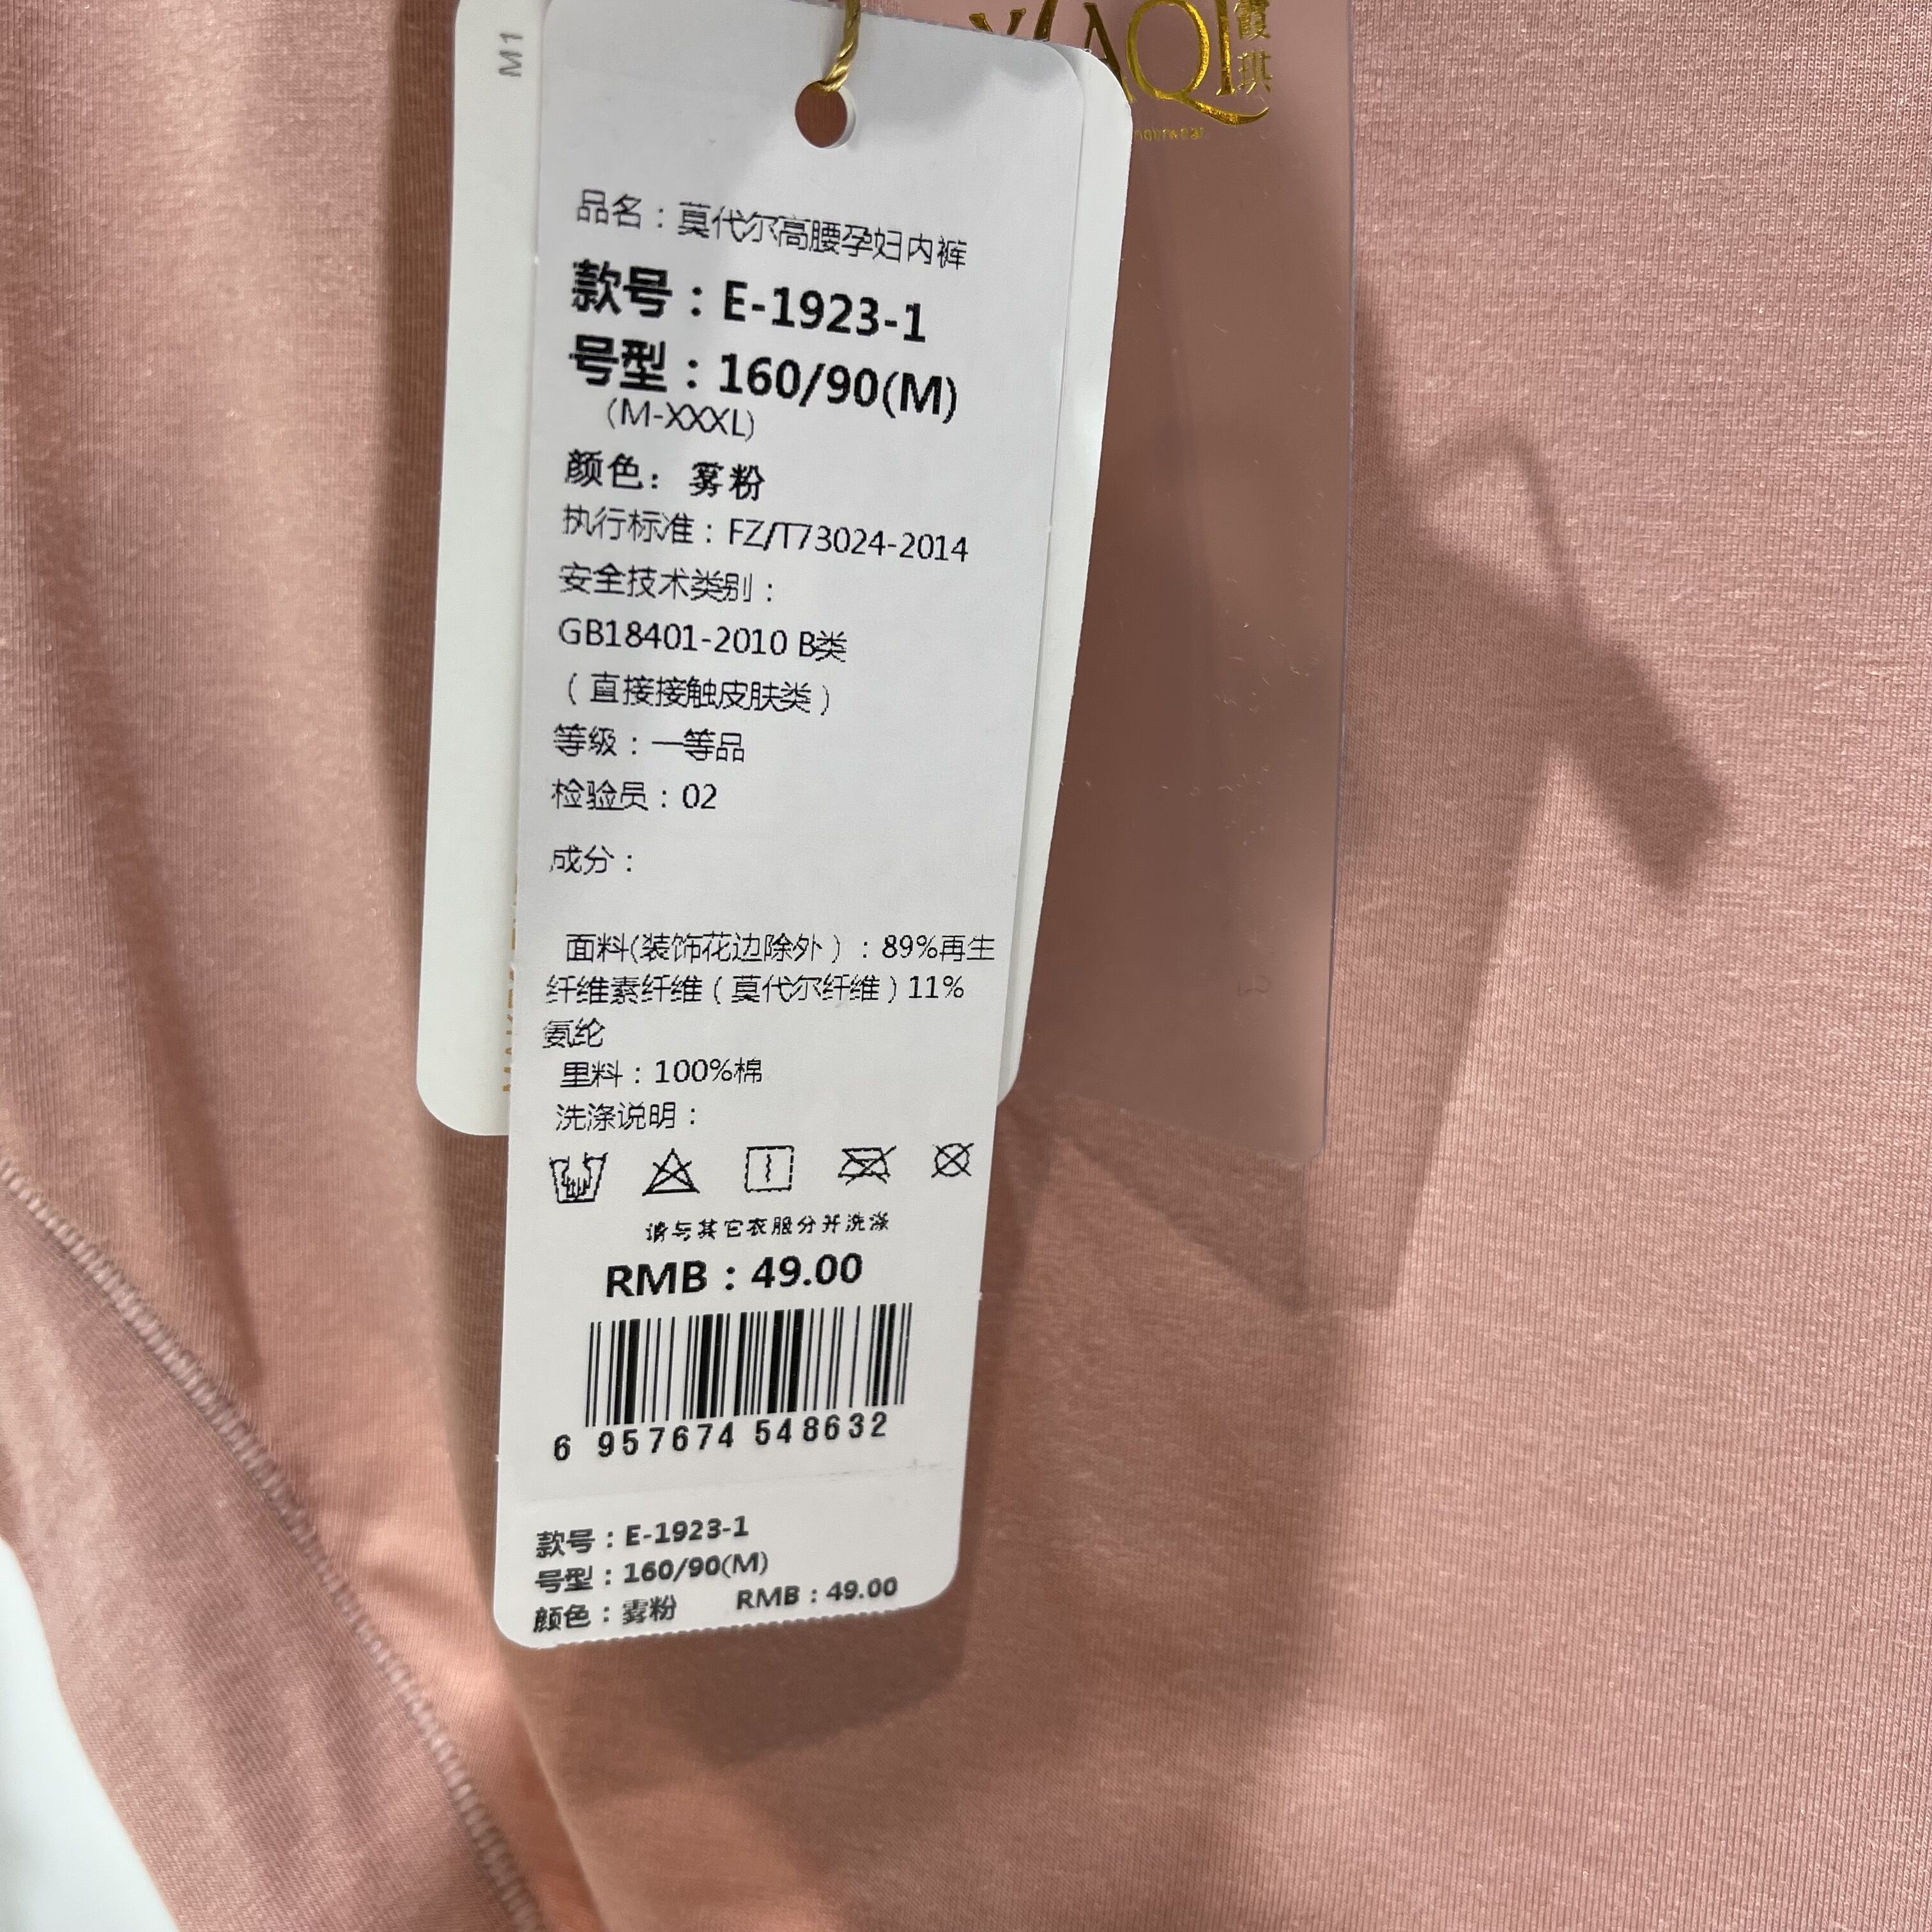 M1
XIAQI
霞琪
品名：莫代尔高腰孕妇内裤
款号：E-1923-1
号型：160/90(M)
(M-XXXL)
颜色： 雾粉
执行标准：FZ/T73024-2014
安全技术类别：
GB18401-2010 B类
（直接接触皮肤类）
等级：一等品
检验员：02
成分：
面料(装饰花边除外）：89%再生
纤维素纤维（莫代尔纤维）11%
氨纶
里料：100%棉
洗涤说明：
请与其它衣服分开洗涤
RMB：49.00
6 957674 548632
款号：E-1923-1
号型：160/90(M)
颜色：雾粉 RMB：49.00